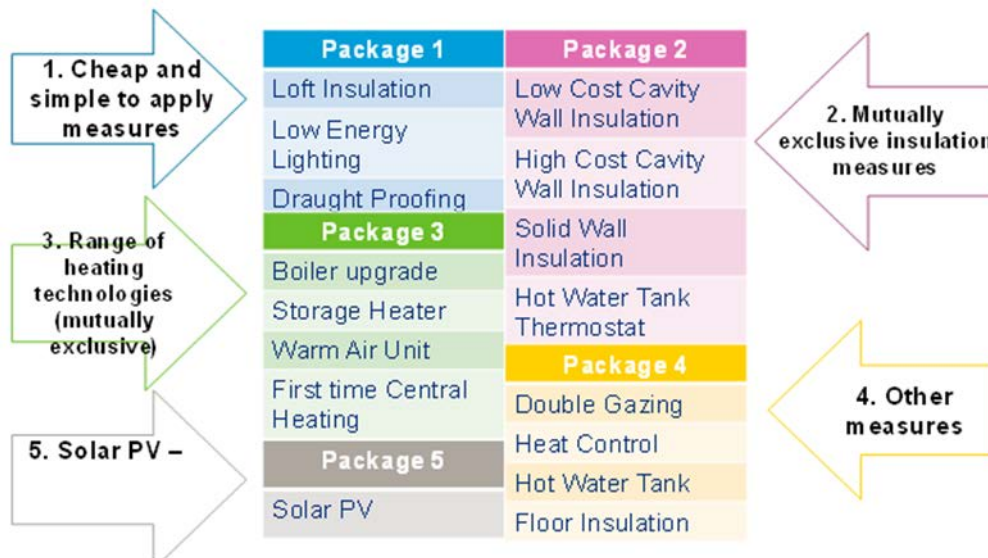 1. Cheap and
simple to apply
measures
Package 1
Loft Insulation
Low Energy
Lighting
Draught Proofing
Package 2
Low Cost Cavity
Wall Insulation
High Cost Cavity
Wall Insulation
Solid Wall
Insulation
Hot Water Tank
Thermostat
2. Mutually
exclusive insulation
measures
3. Range of
heating
technologies
(mutually
exclusive)
Package 3
Boiler upgrade
Storage Heater
Warm Air Unit
First time Central
Heating
Package 4
Double Gazing
Heat Control
Hot Water Tank
Floor Insulation
4. Other
measures
5. Solar PV –
Package 5
Solar PV